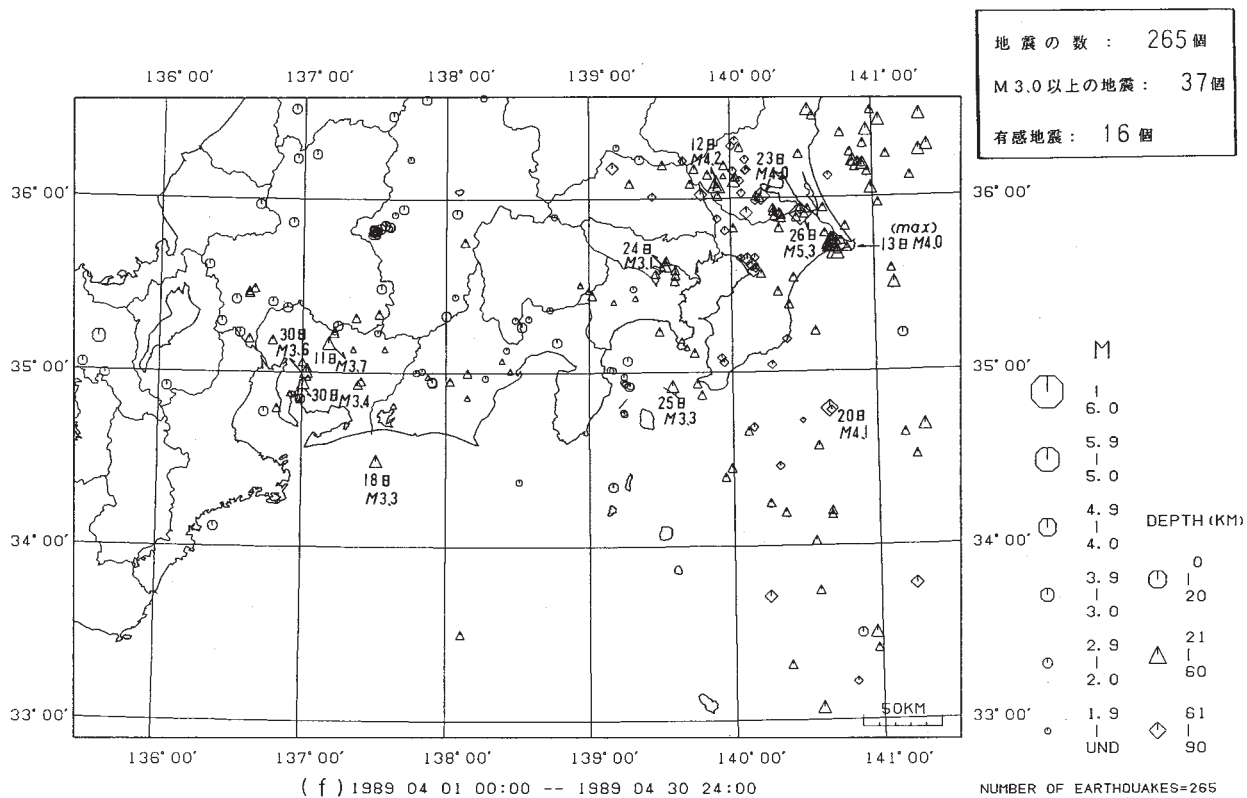 地震の数： 265個
M3.0以上の地震： 37個
有感地震： 16個
136°00' 137°00' 138°00' 139°00' 140°00' 141°00'
36°00' 36°00'
35°00' 35°00'
34°00' 34°00'
33°00' 33°00'
12日
M4.2
23日
M4.0
26日
M5.3
(max)
13日 M4.0
24日
M3.1
30日
M3.6
11日
M3.7
30日
M3.4
25日
M3.3
20日
M4.1
18日
M3.3
50KM
136°00' 137°00' 138°00' 139°00' 140°00' 141°00'
(f) 1989 04 01 00:00 -- 1989 04 30 24:00
M
I
6.0
5.9
I
5.0
4.9
I
4.0
3.9
I
3.0
2.9
I
2.0
1.9
I
UND
DEPTH (KM)
0
I
20
21
I
60
61
I
90
NUMBER OF EARTHQUAKES=265